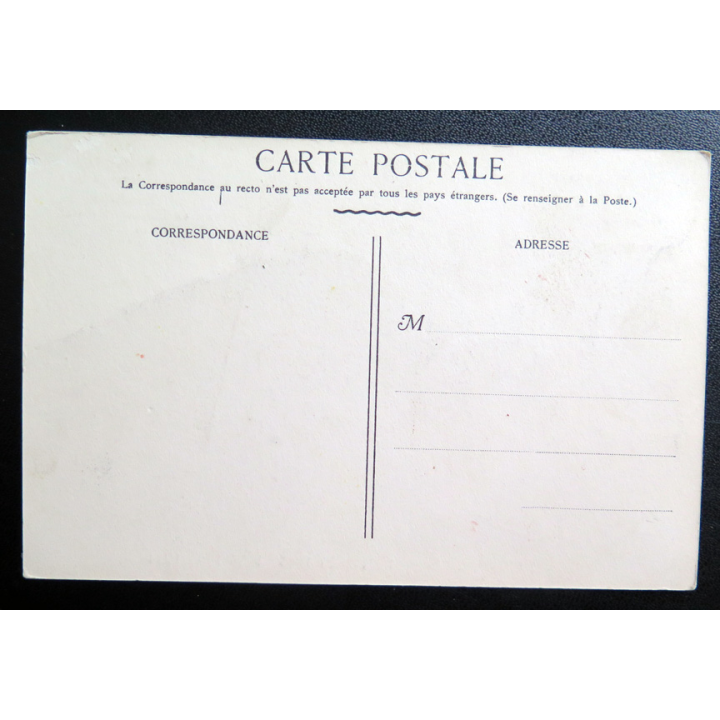 CARTE POSTALE
La Correspondance au recto n'est pas acceptée par tous les pays étrangers. (Se renseigner à la Poste.)
CORRESPONDANCE
ADRESSE
M